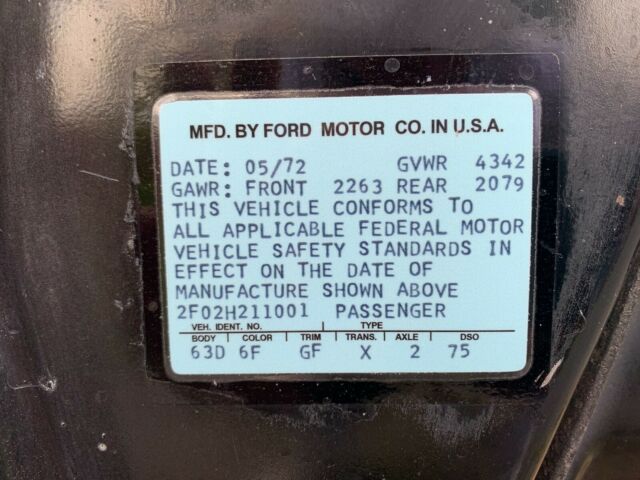 MFD. BY FORD MOTOR CO. IN U.S.A.
DATE: 05/72 GVWR 4342
GAWR: FRONT 2263 REAR 2079
THIS VEHICLE CONFORMS TO
ALL APPLICABLE FEDERAL MOTOR
VEHICLE SAFETY STANDARDS IN
EFFECT ON THE DATE OF
MANUFACTURE SHOWN ABOVE
2F02H211001 PASSENGER
VEH. IDENT. NO. TYPE
BODY COLOR TRIM TRANS. AXLE DSO
63D 6F GF X 2 75